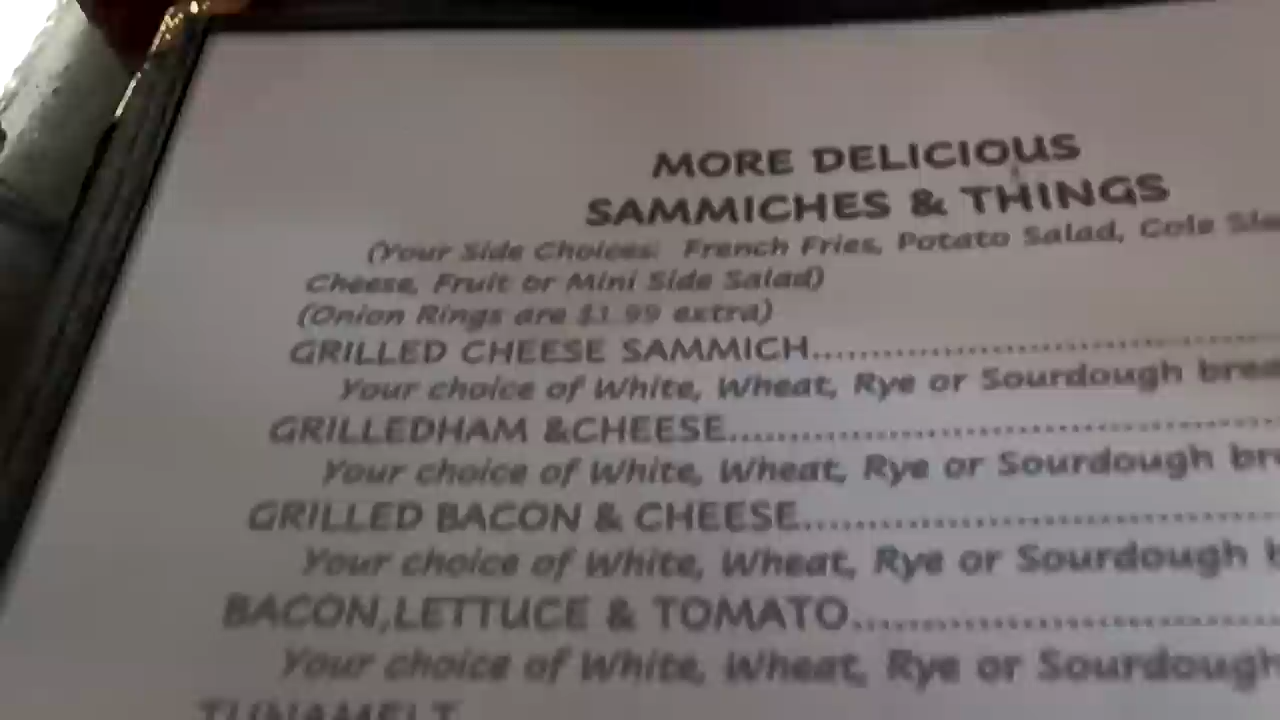 MORE DELICIOUS
SAMMICHES & THINGS
(Your Side Choices: French Fries, Potato Salad, Cole
Cheese, Fruit or Mini Side Salad)
(Onion Rings are $1.99 extra)
GRILLED CHEESE SAMMICH
Your choice of White, Wheat, Rye or Sourdough
GRILLEDHAM &CHEESE
Your choice of White, Wheat, Rye or Sourdough
GRILLED BACON & CHEESE
Your choice of White, Wheat, Rye or Sourdough
BACON,LETTUCE & TOMATO
Your choice of White, Wheat, Rye or Sourdough
TUNAMELT